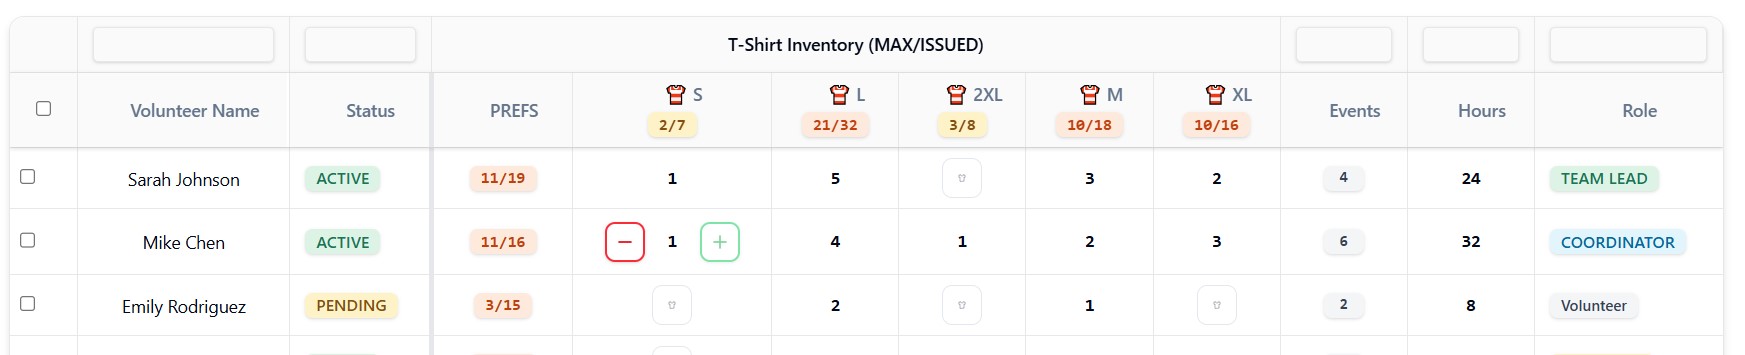 T-Shirt Inventory (MAX/ISSUED)
Volunteer Name Status PREFS S L 2XL M XL Events Hours Role
2/7 21/32 3/8 10/18 10/16
Sarah Johnson ACTIVE 11/19 1 5 3 2 4 24 TEAM LEAD
Mike Chen ACTIVE 11/16 − 1 + 4 1 2 3 6 32 COORDINATOR
Emily Rodriguez PENDING 3/15 2 1 2 8 Volunteer